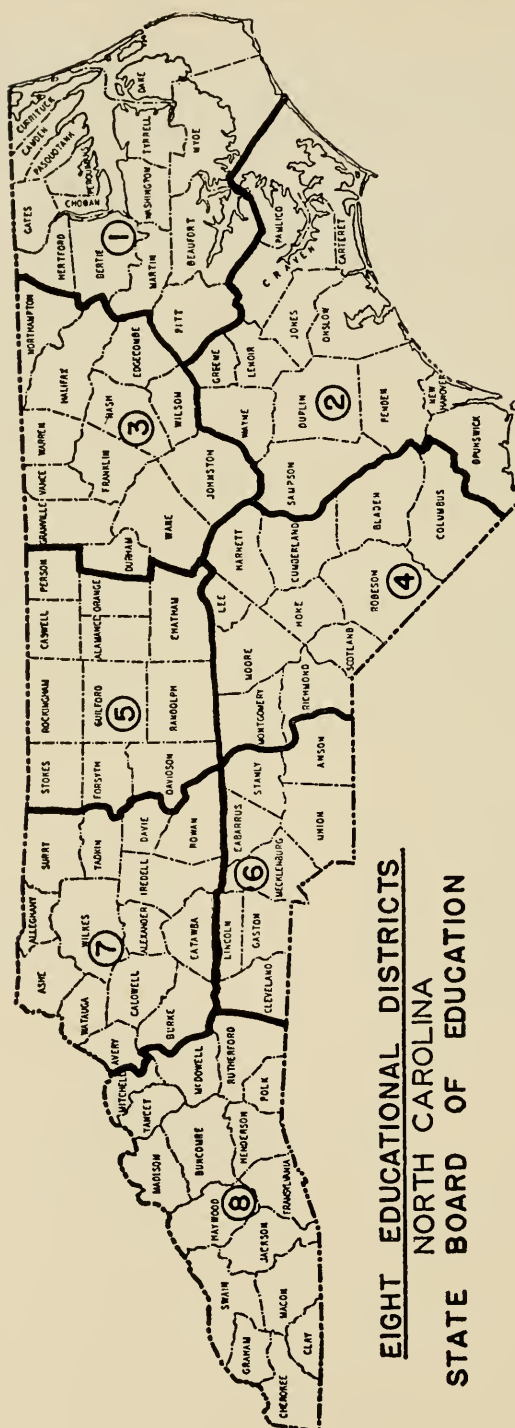 CURRITUCK
CAMDEN
PASQUOTANK
PERQUIMANS
GATES
CHOWAN
HERTFORD
BERTIE
1
DARE
TYRRELL
WASHINGTON
HYDE
MARTIN
BEAUFORT
PITT
NORTHAMPTON
HALIFAX
WARREN
VANCE
GRANVILLE
FRANKLIN
NASH
EDGECOMBE
3
WILSON
WAKE
JOHNSTON
DURHAM
PAMLICO
CRAVEN
CARTERET
JONES
ONSLOW
GREENE
LENOIR
WAYNE
DUPLIN
2
PENDER
NEW HANOVER
SAMPSON
BRUNSWICK
PERSON
CASWELL
ROCKINGHAM
STOKES
ORANGE
ALAMANCE
GUILFORD
5
FORSYTH
CHATHAM
RANDOLPH
DAVIDSON
HARNETT
LEE
CUMBERLAND
BLADEN
COLUMBUS
ROBESON
4
HOKE
MOORE
SCOTLAND
RICHMOND
MONTGOMERY
SURRY
ALLEGHANY
ASHE
WATAUGA
WILKES
7
YADKIN
DAVIE
IREDELL
ROWAN
ALEXANDER
CATAWBA
CALDWELL
BURKE
AVERY
STANLY
CABARRUS
6
ANSON
UNION
MECKLENBURG
LINCOLN
GASTON
CLEVELAND
MITCHELL
YANCEY
McDOWELL
RUTHERFORD
POLK
MADISON
BUNCOMBE
HENDERSON
HAYWOOD
8
TRANSYLVANIA
JACKSON
SWAIN
MACON
GRAHAM
CLAY
CHEROKEE
EIGHT EDUCATIONAL DISTRICTS
NORTH CAROLINA
STATE BOARD OF EDUCATION